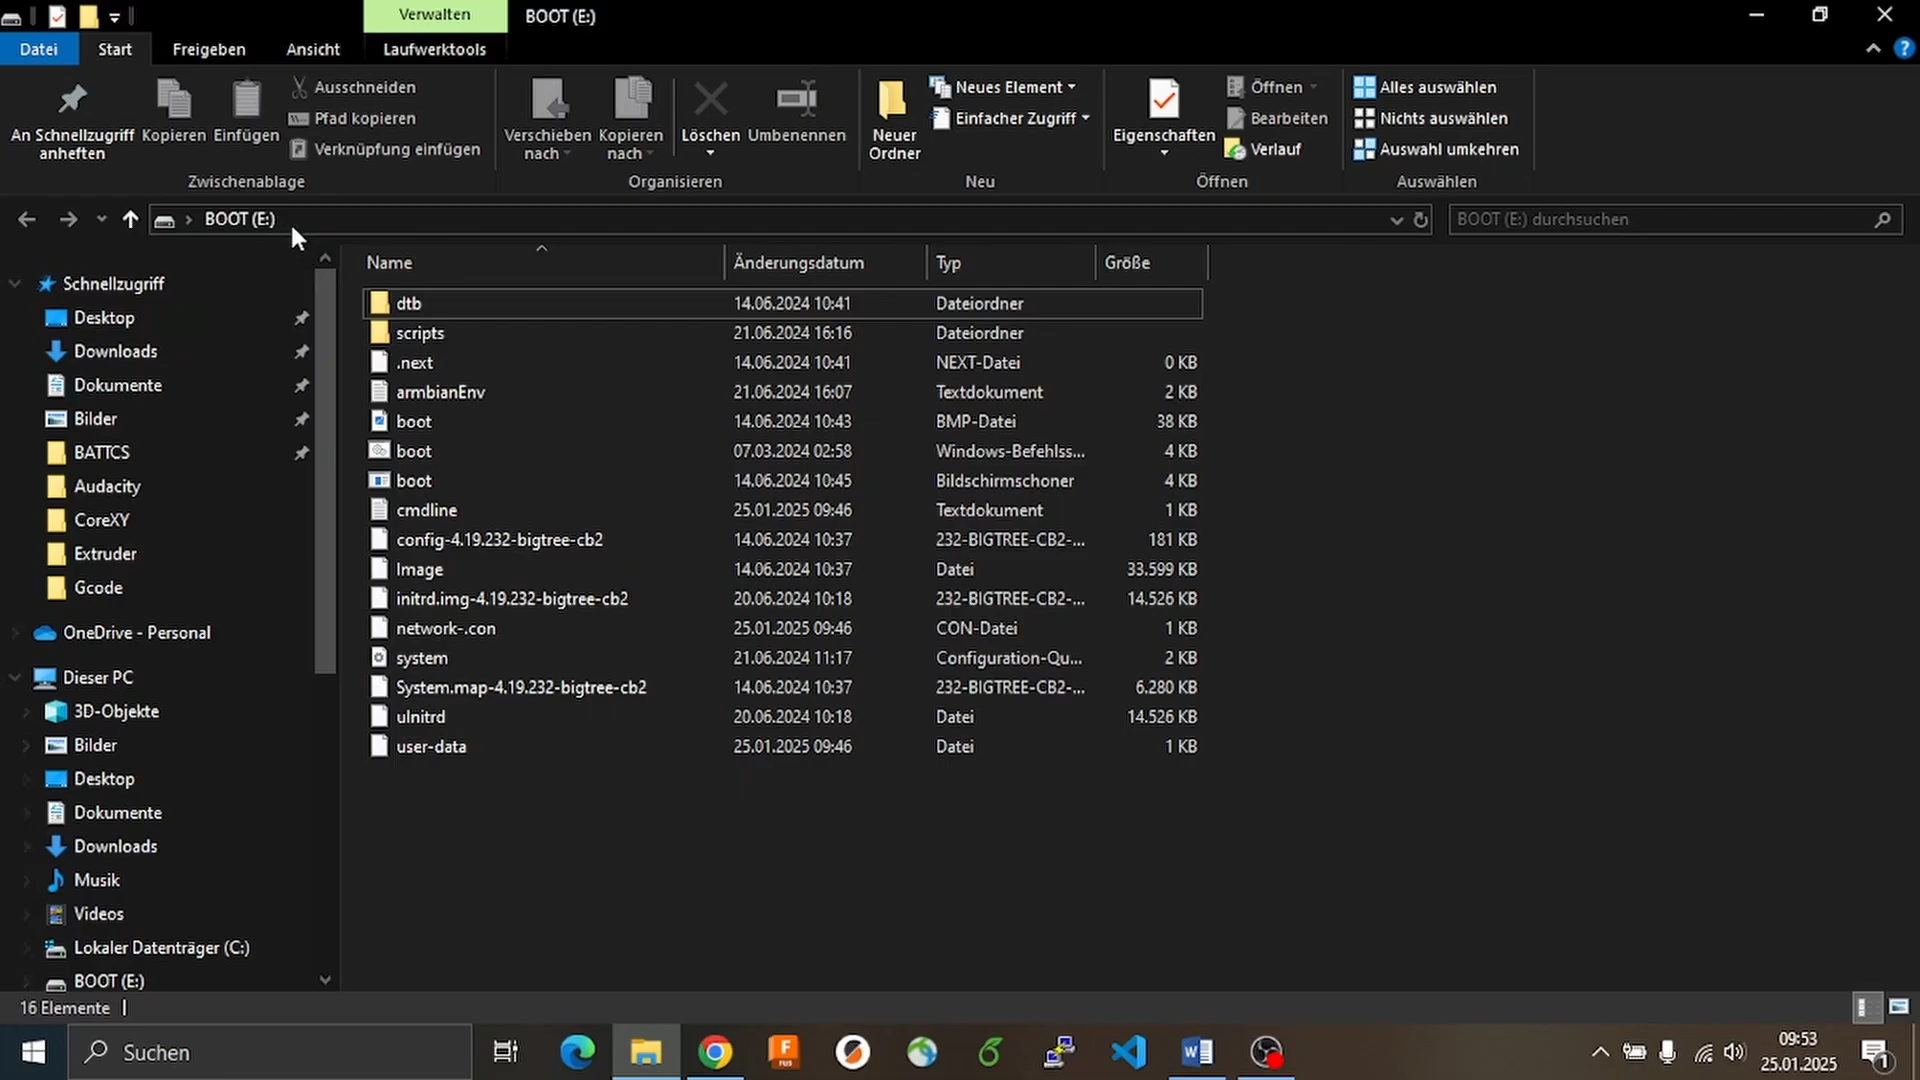 Verwalten
BOOT (E:)
Datei
Start
Freigeben
Ansicht
Laufwerktools
An Schnellzugriff
anheften
Kopieren
Einfügen
Ausschneiden
Pfad kopieren
Verknüpfung einfügen
Zwischenablage
Verschieben
nach
Kopieren
nach
Löschen
Umbenennen
Organisieren
Neuer
Ordner
Neues Element
Einfacher Zugriff
Neu
Eigenschaften
Öffnen
Bearbeiten
Verlauf
Öffnen
Alles auswählen
Nichts auswählen
Auswahl umkehren
Auswählen
BOOT (E:)
BOOT (E:) durchsuchen
Schnellzugriff
Desktop
Downloads
Dokumente
Bilder
BATTCS
Audacity
CoreXY
Extruder
Gcode
OneDrive - Personal
Dieser PC
3D-Objekte
Bilder
Desktop
Dokumente
Downloads
Musik
Videos
Lokaler Datenträger (C:)
BOOT (E:)
Name Änderungsdatum Typ Größe
dtb 14.06.2024 10:41 Dateiordner
scripts 21.06.2024 16:16 Dateiordner
.next 14.06.2024 10:41 NEXT-Datei 0 KB
armbianEnv 21.06.2024 16:07 Textdokument 2 KB
boot 14.06.2024 10:43 BMP-Datei 38 KB
boot 07.03.2024 02:58 Windows-Befehlss... 4 KB
boot 14.06.2024 10:45 Bildschirmschoner 4 KB
cmdline 25.01.2025 09:46 Textdokument 1 KB
config-4.19.232-bigtree-cb2 14.06.2024 10:37 232-BIGTREE-CB2-... 181 KB
Image 14.06.2024 10:37 Datei 33.599 KB
initrd.img-4.19.232-bigtree-cb2 20.06.2024 10:18 232-BIGTREE-CB2-... 14.526 KB
network-.con 25.01.2025 09:46 CON-Datei 1 KB
system 21.06.2024 11:17 Configuration-Qu... 2 KB
System.map-4.19.232-bigtree-cb2 14.06.2024 10:37 232-BIGTREE-CB2-... 6.280 KB
uInitrd 20.06.2024 10:18 Datei 14.526 KB
user-data 25.01.2025 09:46 Datei 1 KB
16 Elemente
Suchen
09:53
25.01.2025
1